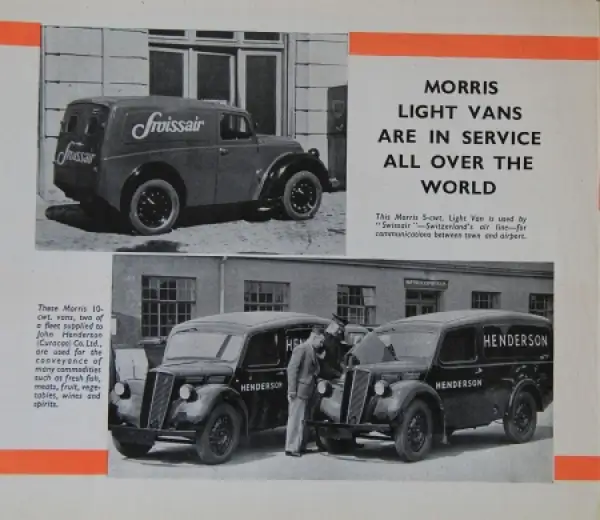 Swissair
Swissair
MORRIS
LIGHT VANS
ARE IN SERVICE
ALL OVER THE
WORLD
This Morris 5-cwt. Light Van is used by
"Swissair"—Switzerland's air line—for
communications between town and airport.
These Morris 10-
cwt. vans, two of
a fleet supplied to
John Henderson
(Curacao) Co. Ltd.,
are used for the
conveyance of
many commodities
such as fresh fish,
meats, fruit, vege-
tables, wines and
spirits.
HEN
HENDERSON
HENDERSON
HENDERSON